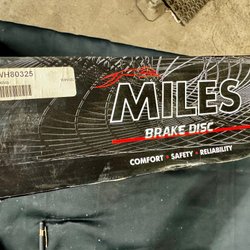 WH80325
MILES
BRAKE DISC
COMFORT • SAFETY • RELIABILITY